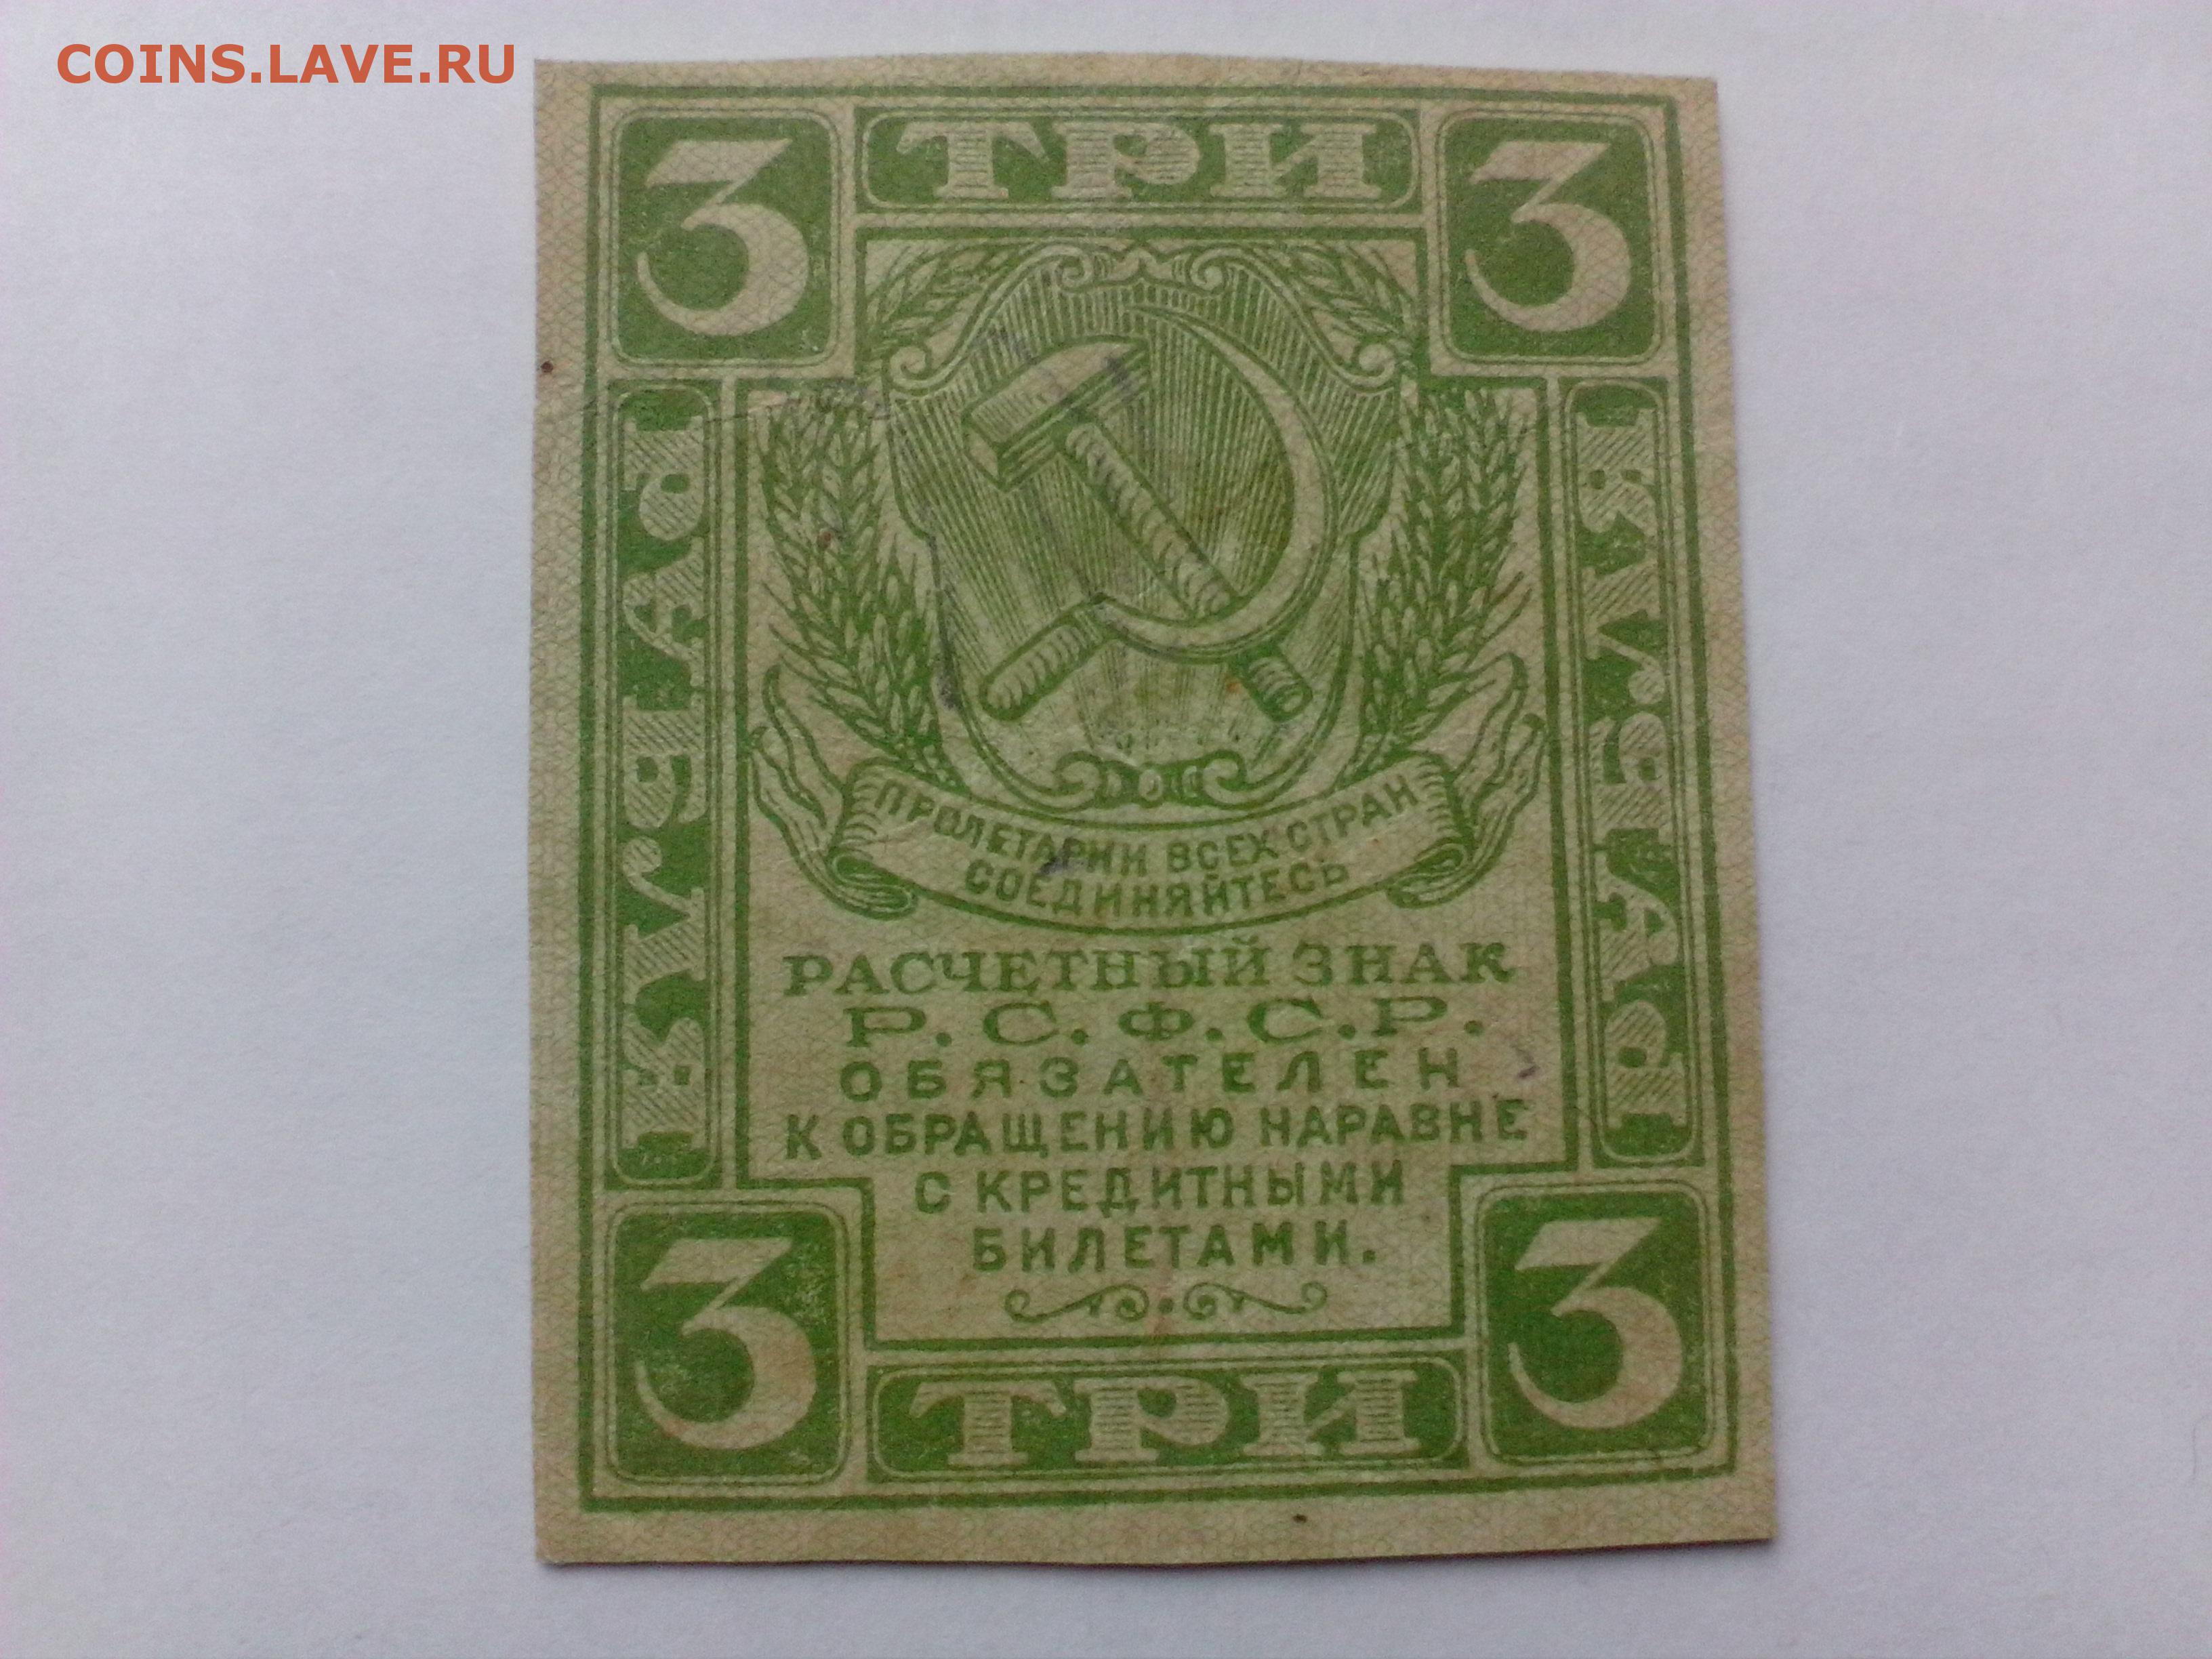 COINS.LAVE.RU
3 ТРИ 3
РУБЛЯ
РУБЛЯ
ПРОЛЕТАРИИ ВСЕХ СТРАН
СОЕДИНЯЙТЕСЬ
РАСЧЕТНЫЙ ЗНАК
Р.С.Ф.С.Р.
ОБЯЗАТЕЛЕН
К ОБРАЩЕНИЮ НАРАВНЕ
С КРЕДИТНЫМИ
БИЛЕТАМИ.
3 ТРИ 3